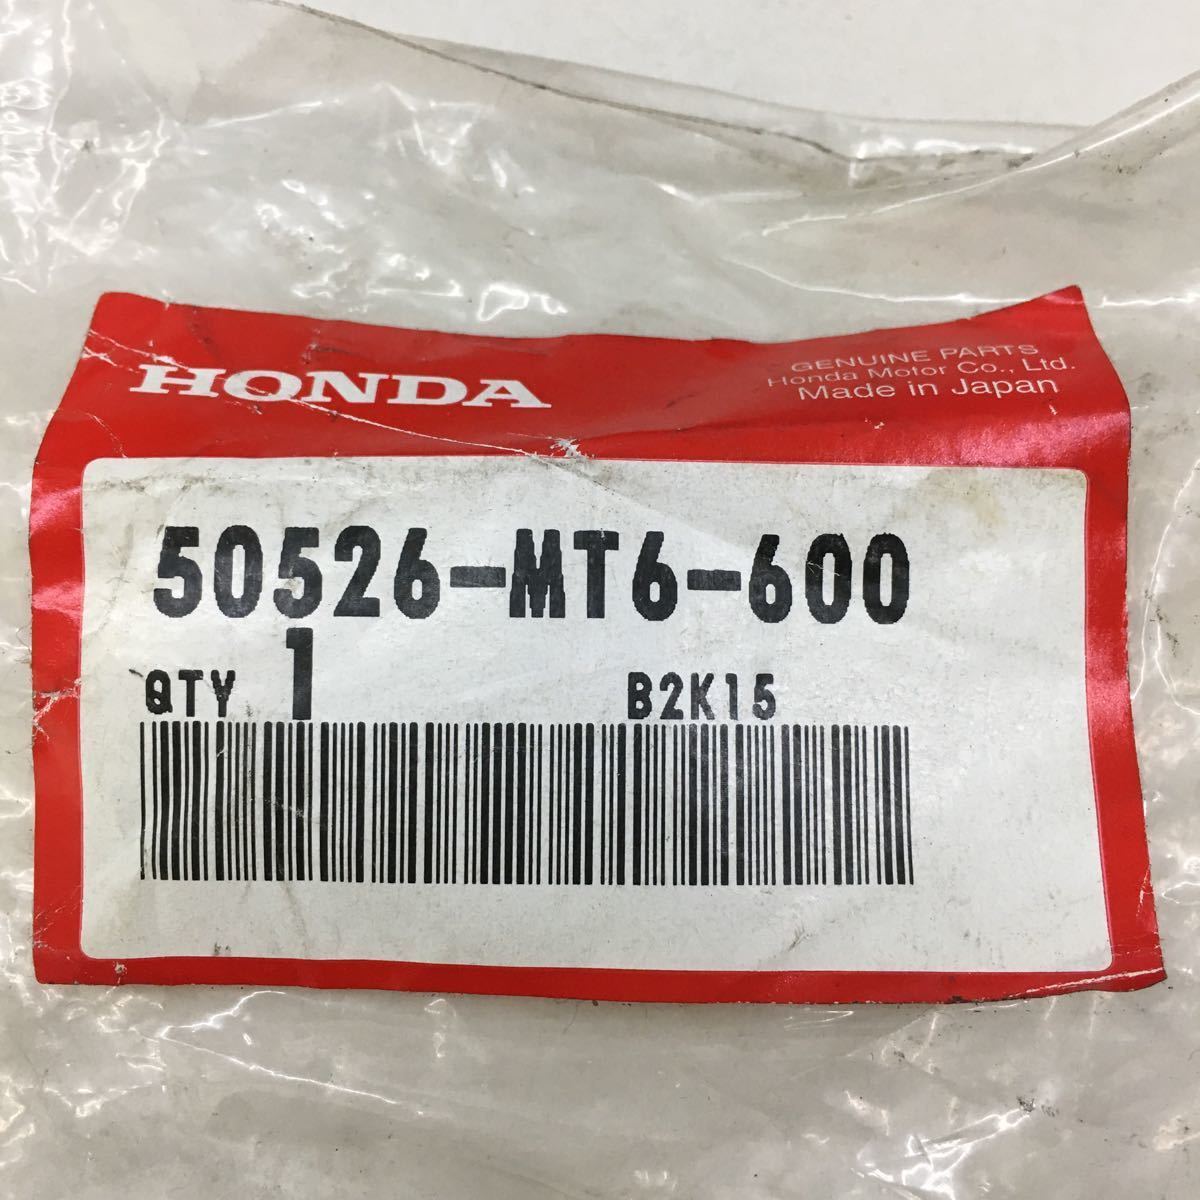 HONDA
GENUINE PARTS
Honda Motor Co., Ltd.
Made in Japan
50526-MT6-600
QTY 1 B2K15